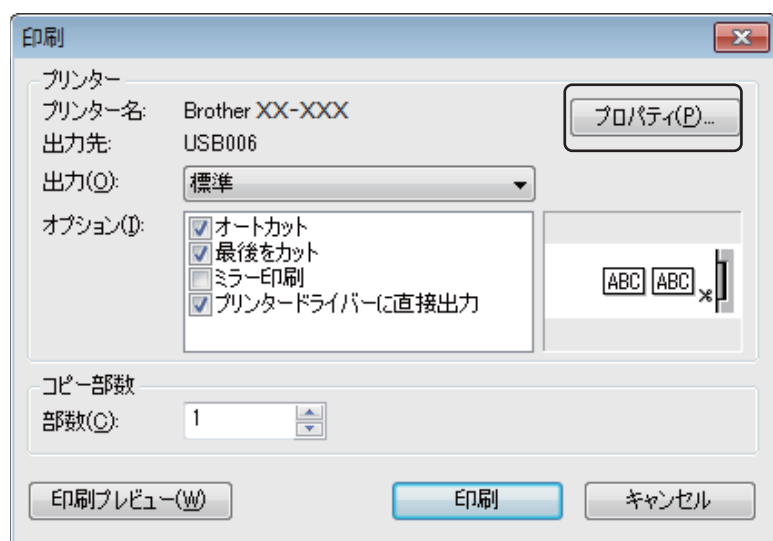 印刷
プリンター
プリンター名: Brother XX-XXX
プロパティ(P)...
出力先: USB006
出力(O): 標準
オプション(I):
オートカット
最後をカット
ミラー印刷
プリンタードライバーに直接出力
ABC ABC
コピー部数
部数(C): 1
印刷プレビュー(W) 印刷 キャンセル